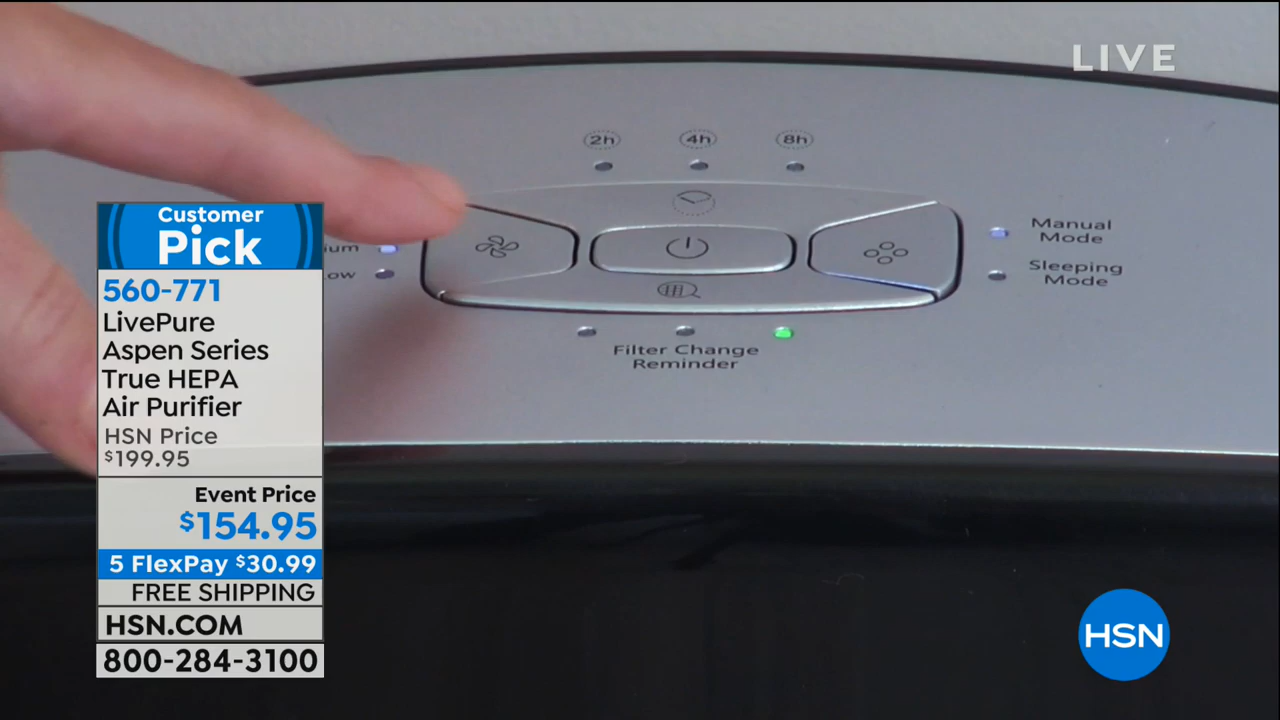 LIVE
2h 4h 8h
Customer
Pick
560-771
LivePure
Aspen Series
True HEPA
Air Purifier
HSN Price
$199.95
Event Price
$154.95
5 FlexPay $30.99
FREE SHIPPING
HSN.COM
800-284-3100
Manual
Mode
Sleeping
Mode
Filter Change
Reminder
HSN